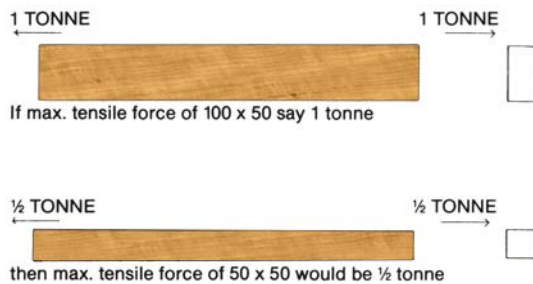 1 TONNE 1 TONNE
If max. tensile force of 100 x 50 say 1 tonne
½ TONNE ½ TONNE
then max. tensile force of 50 x 50 would be ½ tonne